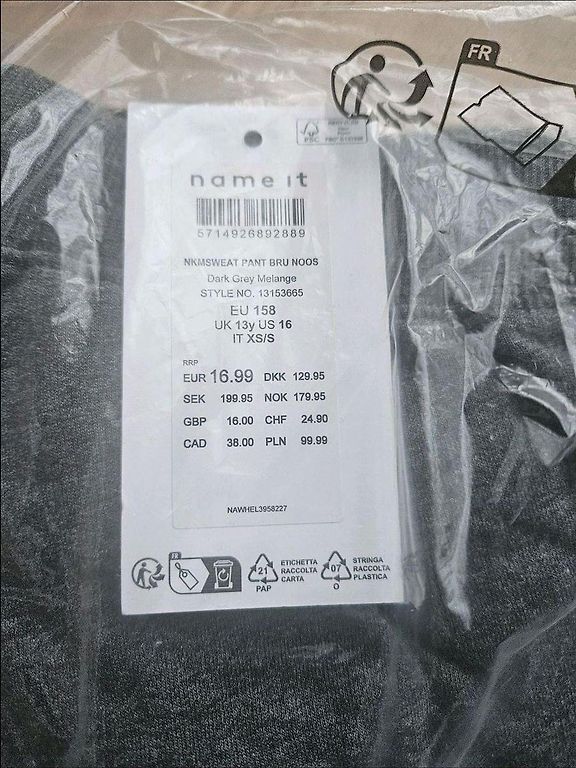 FR
FSC
name it
5714926892889
NKMSWEAT PANT BRU NOOS
Dark Grey Melange
STYLE NO. 13153665
EU 158
UK 13y US 16
IT XS/S
RRP
EUR 16.99 DKK 129.95
SEK 199.95 NOK 179.95
GBP 16.00 CHF 24.90
CAD 38.00 PLN 99.99
NAWHEL3958227
FR
21
PAP
ETICHETTA
RACCOLTA
CARTA
07
O
STRINGA
RACCOLTA
PLASTICA